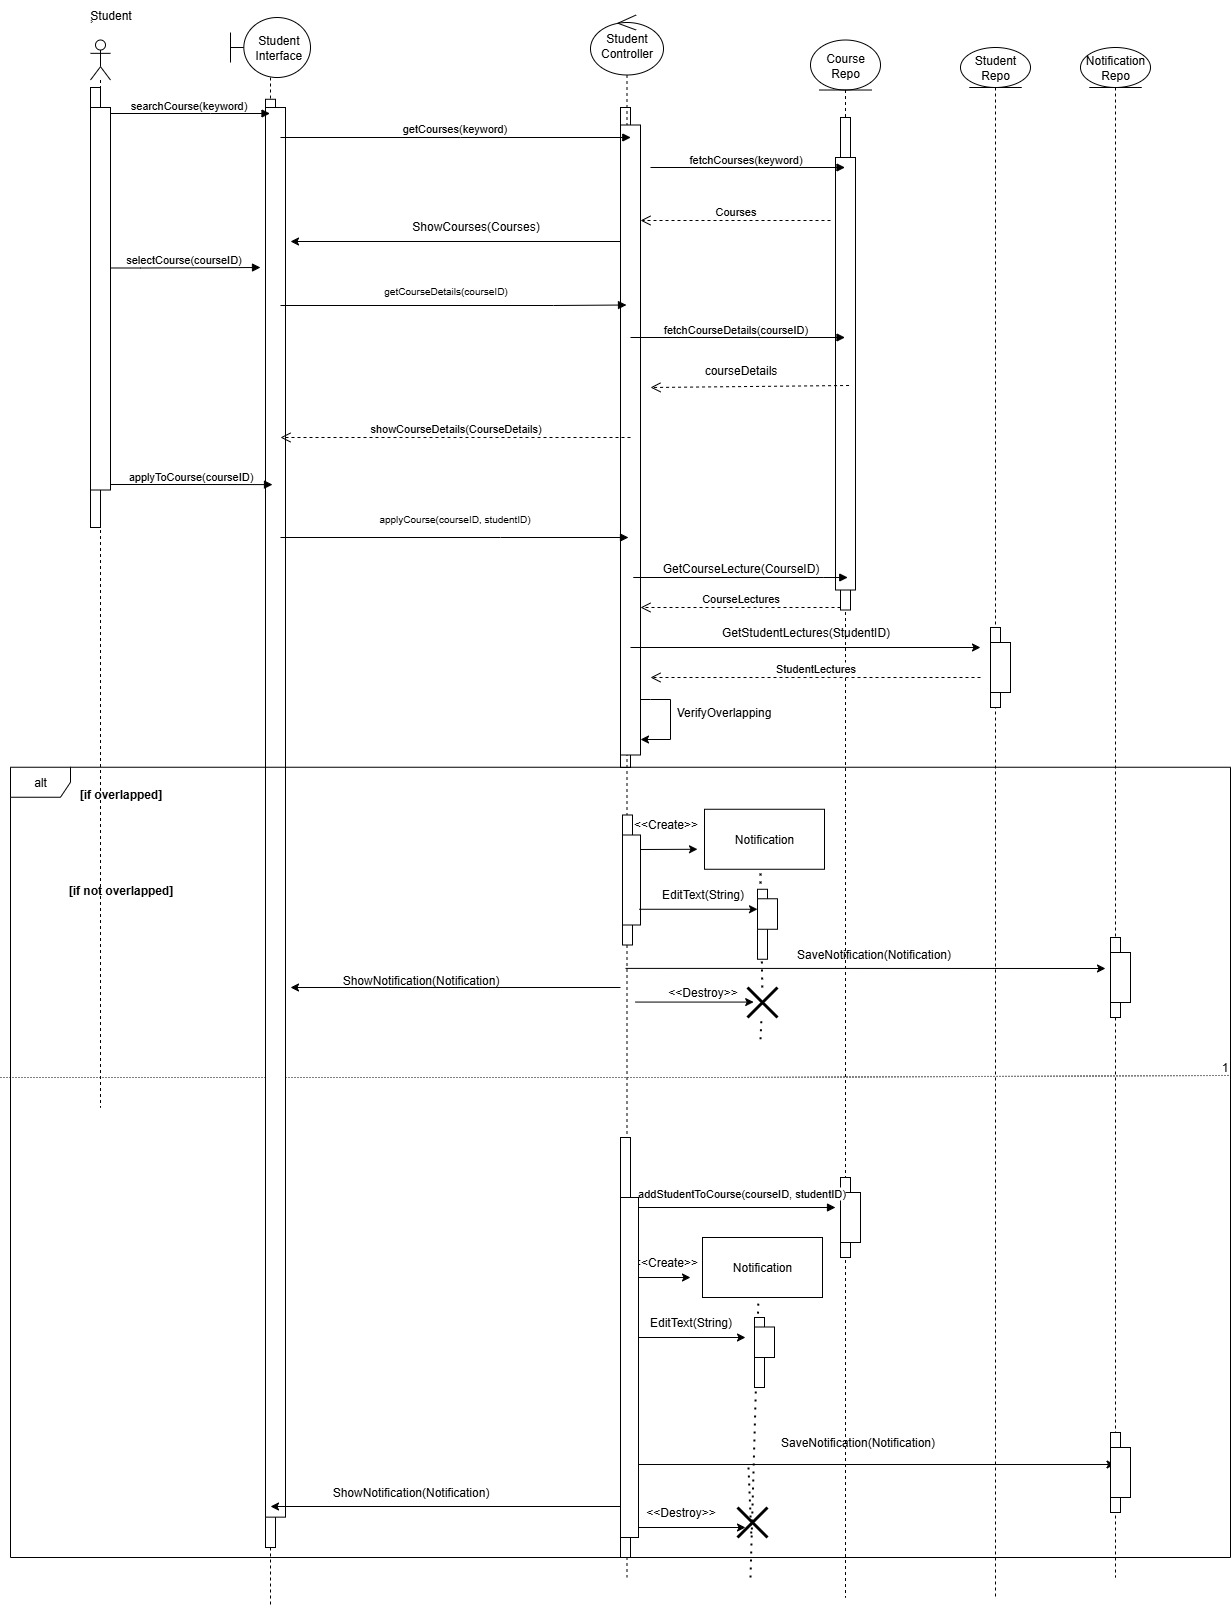 Student
Student
Interface
Student
Controller
Course
Repo
Student
Repo
Notification
Repo
searchCourse(keyword)
getCourses(keyword)
fetchCourses(keyword)
Courses
ShowCourses(Courses)
selectCourse(courseID)
getCourseDetails(courseID)
fetchCourseDetails(courseID)
courseDetails
showCourseDetails(CourseDetails)
applyToCourse(courseID)
applyCourse(courseID, studentID)
GetCourseLecture(CourseID)
CourseLectures
GetStudentLectures(StudentID)
StudentLectures
VerifyOverlapping
alt
[if overlapped]
<<Create>>
Notification
[if not overlapped]
EditText(String)
SaveNotification(Notification)
ShowNotification(Notification)
<<Destroy>>
1
addStudentToCourse(courseID, studentID)
<<Create>>
Notification
EditText(String)
SaveNotification(Notification)
ShowNotification(Notification)
<<Destroy>>